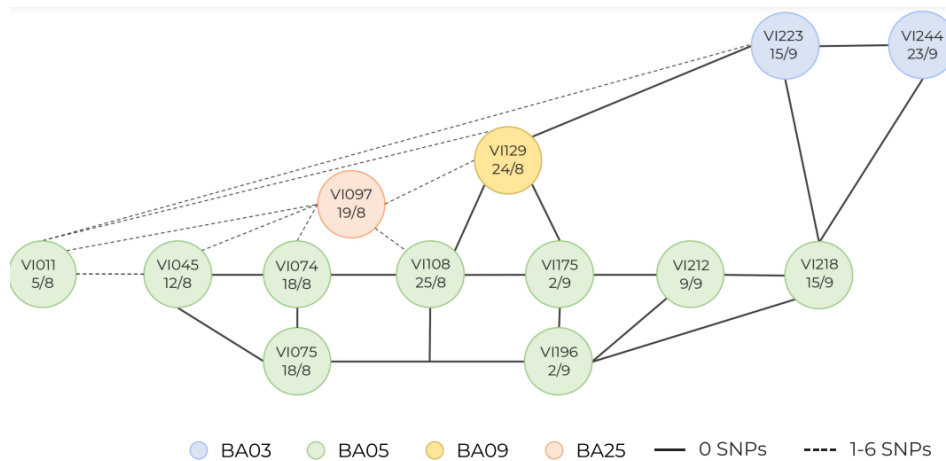 VI223
15/9
VI244
23/9
VI129
24/8
VI097
19/8
VI011
5/8
VI045
12/8
VI074
18/8
VI108
25/8
VI175
2/9
VI212
9/9
VI218
15/9
VI075
18/8
VI196
2/9
BA03 BA05 BA09 BA25 0 SNPs 1-6 SNPs